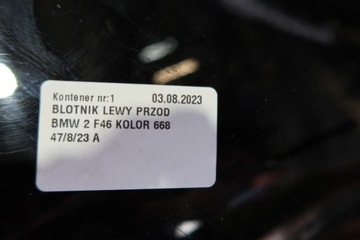 Kontener nr:1 03.08.2023
BLOTNIK LEWY PRZOD
BMW 2 F46 KOLOR 668
47/8/23 A